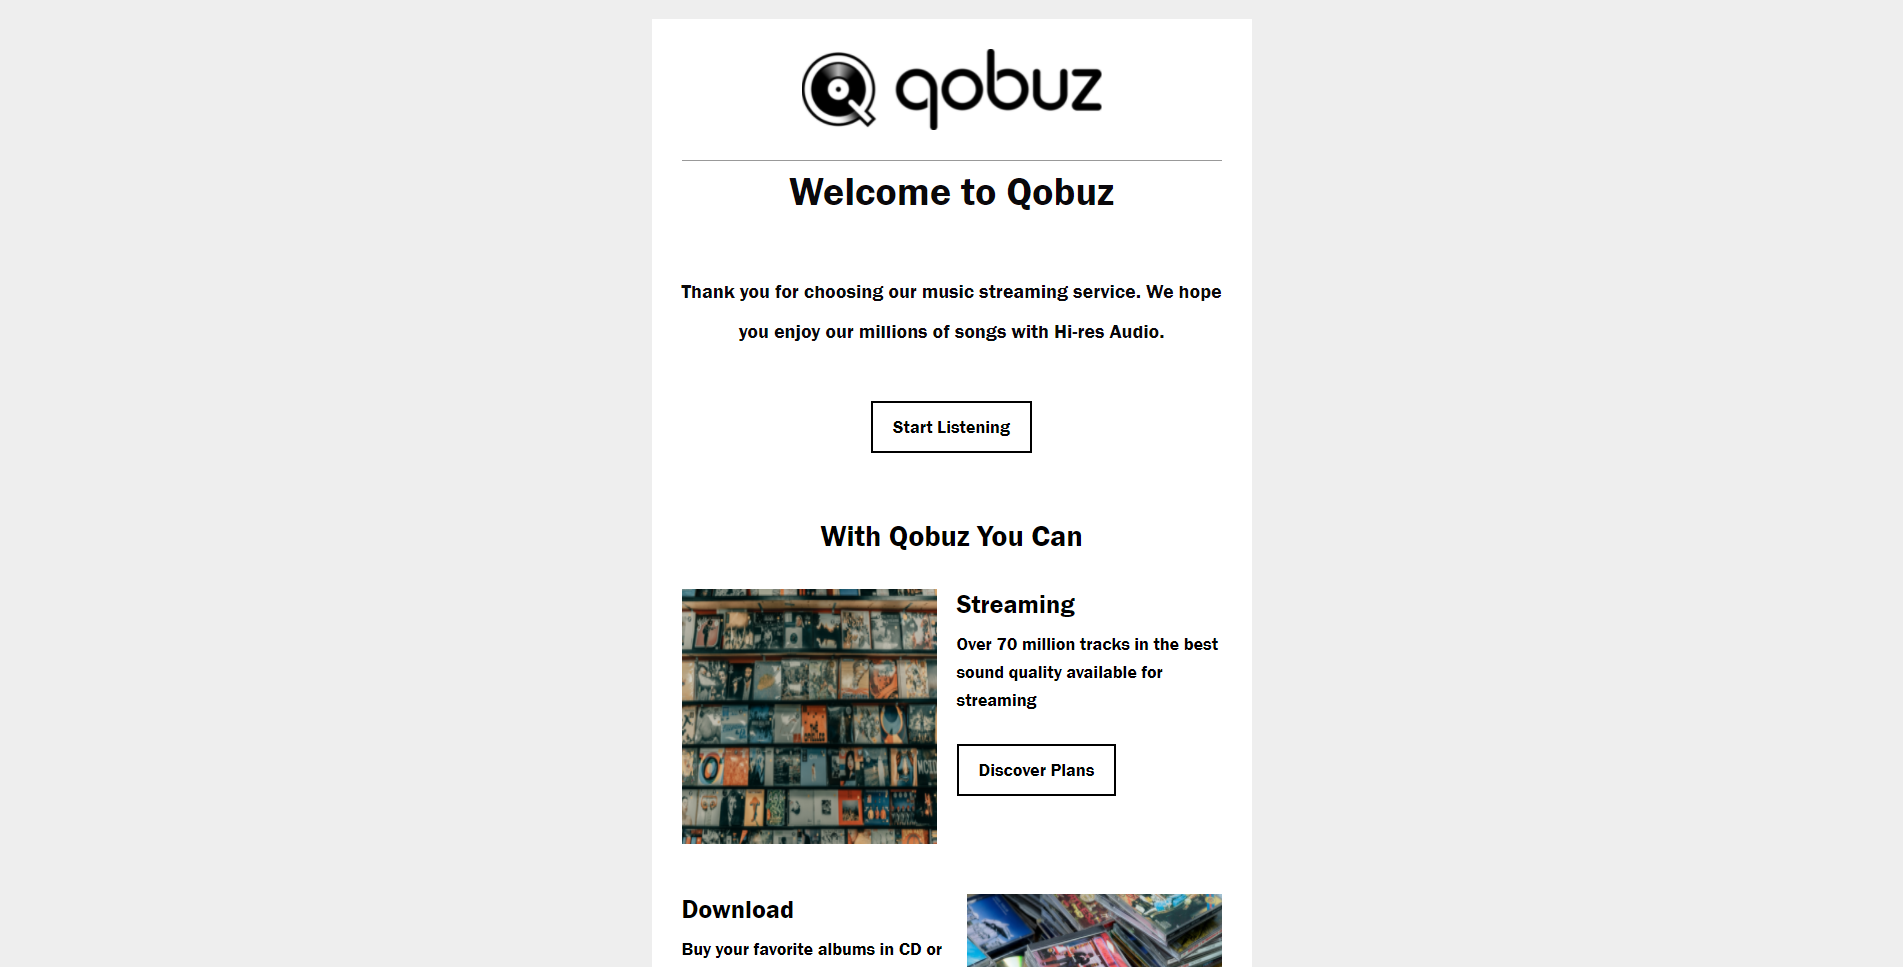 qobuz
Welcome to Qobuz
Thank you for choosing our music streaming service. We hope
you enjoy our millions of songs with Hi-res Audio.
Start Listening
With Qobuz You Can
Streaming
Over 70 million tracks in the best
sound quality available for
streaming
Discover Plans
Download
Buy your favorite albums in CD or